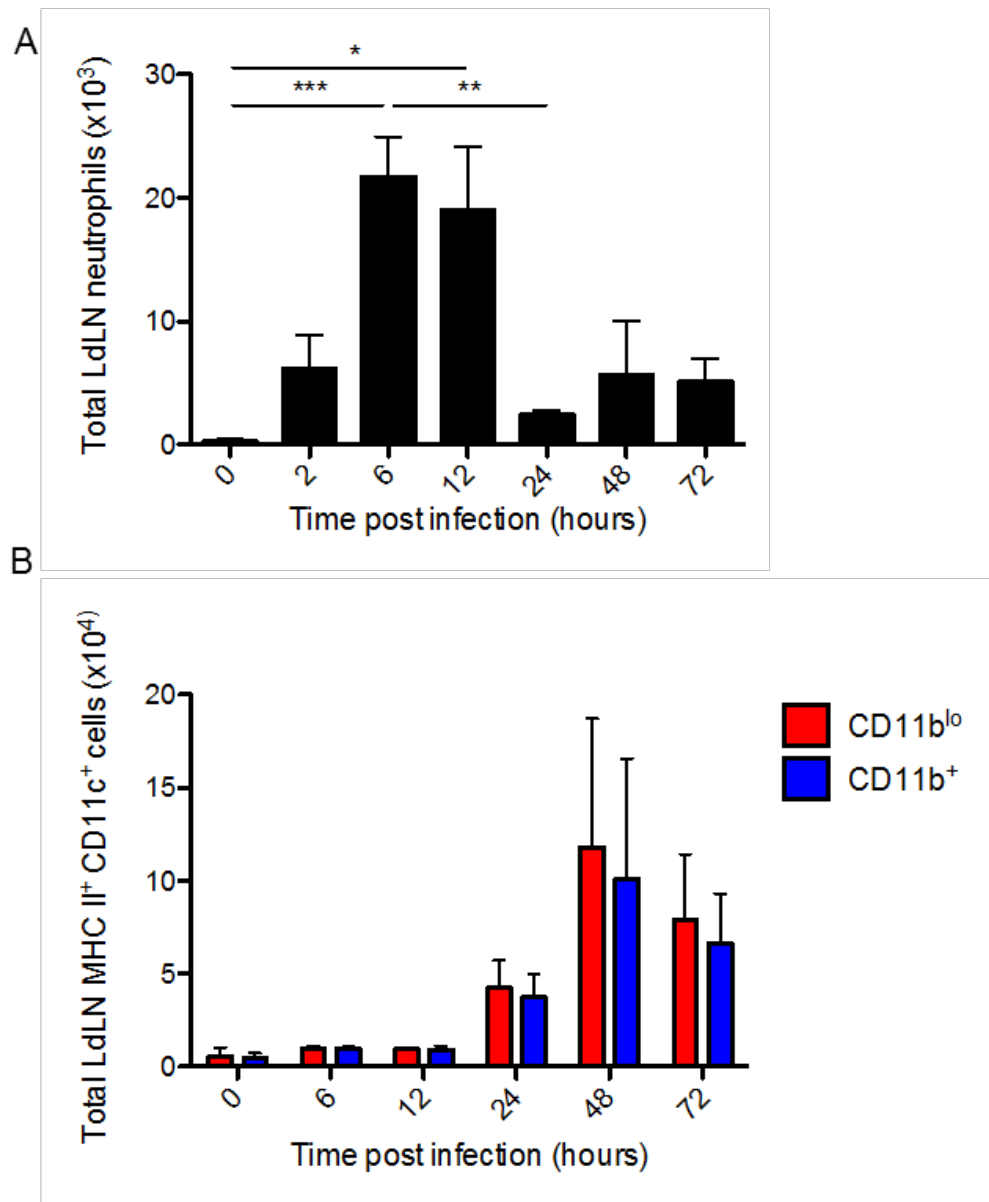 A
Total LdLN neutrophils (x10³)
30
20
10
0
*
***
**
0 2 6 12 24 48 72
Time post infection (hours)
B
Total LdLN MHC II⁺ CD11c⁺ cells (x10⁴)
20
15
10
5
0
0 6 12 24 48 72
Time post infection (hours)
CD11bˡᵒ
CD11b⁺